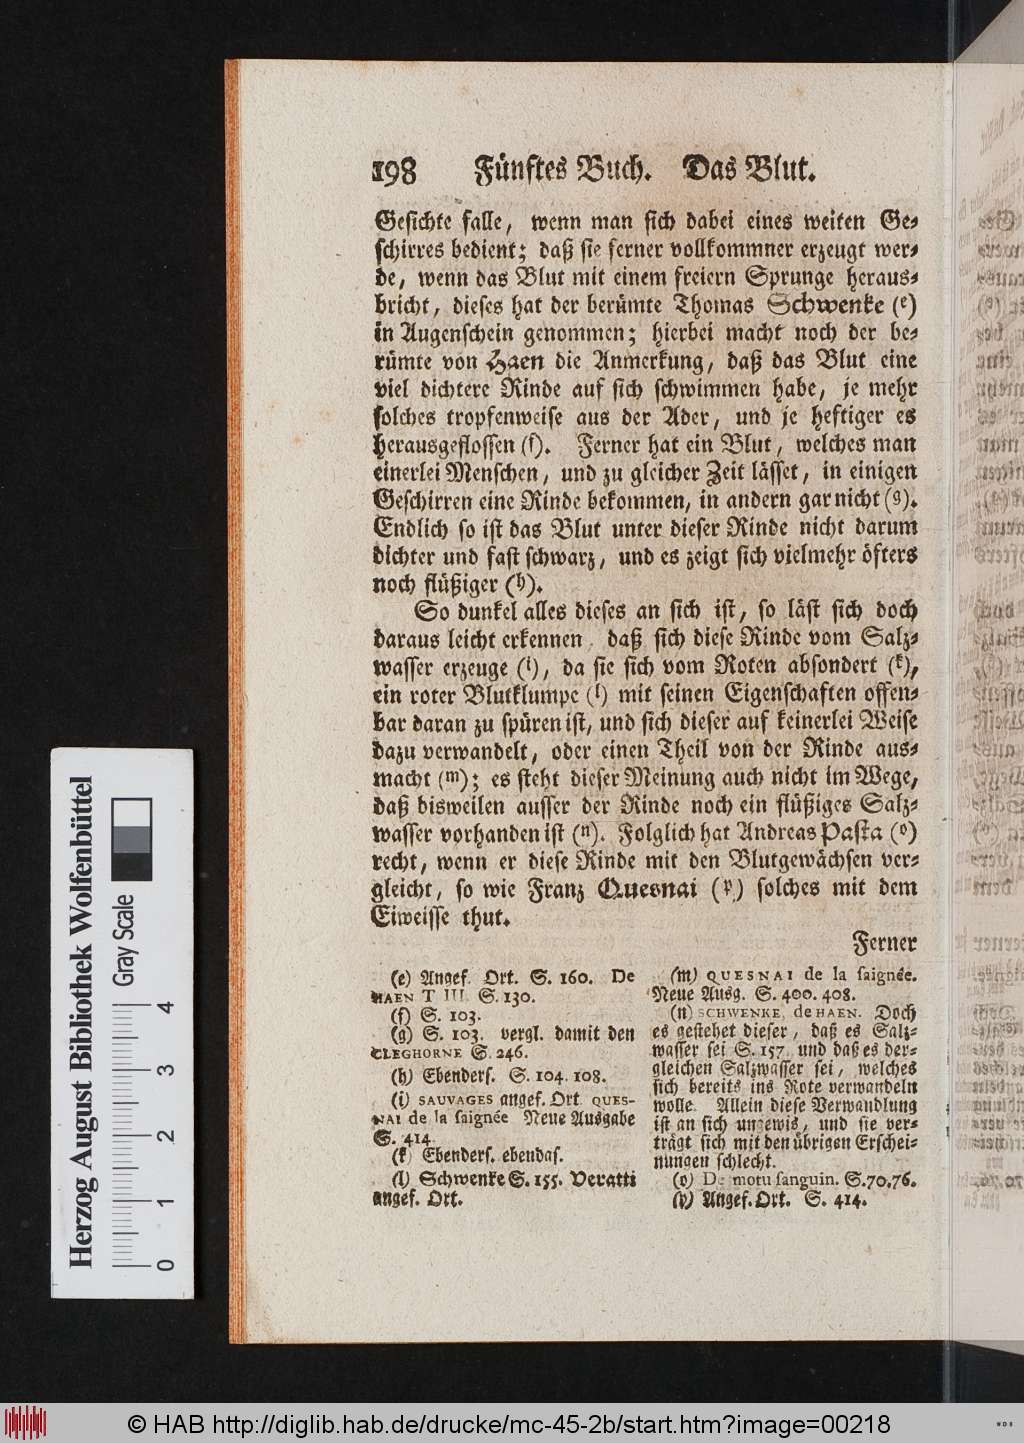 198 Fünftes Buch. Das Blut.
Gesichte falle, wenn man sich dabei eines weiten Ge-
schirres bedient; daß sie ferner vollkommner erzeugt wer-
de, wenn das Blut mit einem freiern Sprunge heraus-
bricht, dieses hat der berümte Thomas Schwenke (e)
in Augenschein genommen; hierbei macht noch der be-
rümte von Haen die Anmerkung, daß das Blut eine
viel dichtere Rinde auf sich schwimmen habe, je mehr
solches tropfenweise aus der Ader, und je heftiger es
herausgeflossen (f). Ferner hat ein Blut, welches man
einerlei Menschen, und zu gleicher Zeit lässet, in einigen
Geschirren eine Rinde bekommen, in andern gar nicht (g).
Endlich so ist das Blut unter dieser Rinde nicht darum
dichter und fast schwarz, und es zeigt sich vielmehr öfters
noch flüßiger (h).
So dunkel alles dieses an sich ist, so läst sich doch
daraus leicht erkennen, daß sich diese Rinde vom Salz-
wasser erzeuge (i), da sie sich vom Roten absondert (k),
ein roter Blutklumpe (l) mit seinen Eigenschaften offen-
bar daran zu spüren ist, und sich dieser auf keinerlei Weise
dazu verwandelt, oder einen Theil von der Rinde aus-
macht (m); es steht dieser Meinung auch nicht im Wege,
daß bisweilen ausser der Rinde noch ein flüßiges Salz-
wasser vorhanden ist (n). Folglich hat Andreas Pasta (o)
recht, wenn er diese Rinde mit den Blutgewächsen ver-
gleicht, so wie Franz Quesnai (p) solches mit dem
Eiweisse thut.
Ferner
(e) Angef. Ort. S. 160. De
HAEN T III. S. 130.
(f) S. 103.
(g) S. 103. vergl. damit den
CLEGHORNE S. 246.
(h) Ebenders. S. 104. 108.
(i) SAUVAGES angef. Ort QUES-
NAI de la saignée Neue Ausgabe
S. 414.
(k) Ebenders. ebendas.
(l) Schwenke S. 155. Veratti
angef. Ort.
(m) QUESNAI de la saignée.
Neue Ausg. S. 400. 408.
(n) SCHWENKE, de HAEN. Doch
es gestehet dieser, daß es Salz-
wasser sei S. 157. und daß es der-
gleichen Salzwasser sei, welches
sich bereits ins Rote verwandeln
wolle. Allein diese Verwandlung
ist an sich ungewis, und sie ver-
trägt sich mit den übrigen Erschei-
nungen schlecht.
(o) De motu sanguin. S. 70. 76.
(p) Angef. Ort. S. 414.
Herzog August Bibliothek Wolfenbüttel
Gray Scale
0 1 2 3 4
© HAB http://diglib.hab.de/drucke/mc-45-2b/start.htm?image=00218